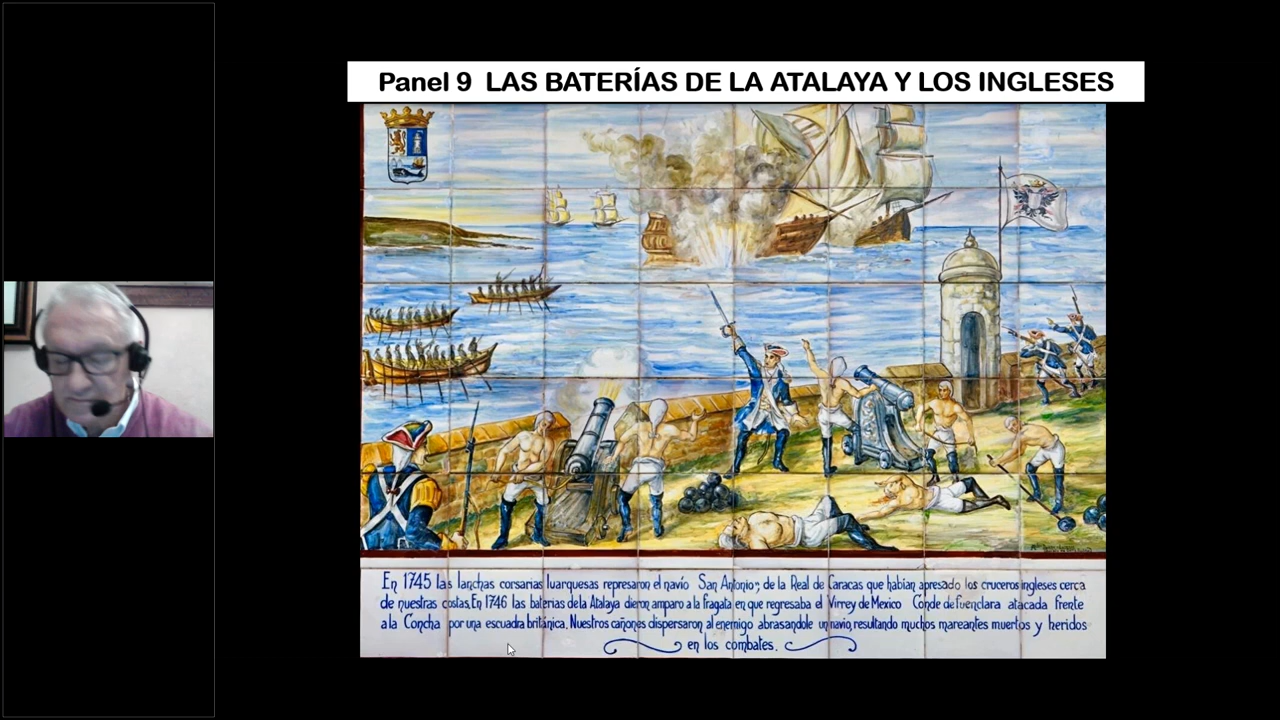 Panel 9 LAS BATERÍAS DE LA ATALAYA Y LOS INGLESES
En 1745 las lanchas corsarias luarquesas represaron el navío San Antonio; de la Real de Caracas que habían apresado los cruceros ingleses cerca
de nuestras costas. En 1746 las baterias de la Atalaya dieron amparo a la fragata en que regresaba el Virrey de Mexico Conde de fuenclara atacada frente
a la Concha por una escuadra británica. Nuestros cañones dispersaron al enemigo abrasandole un navio, resultando muchos mareantes muertos y heridos
en los combates.